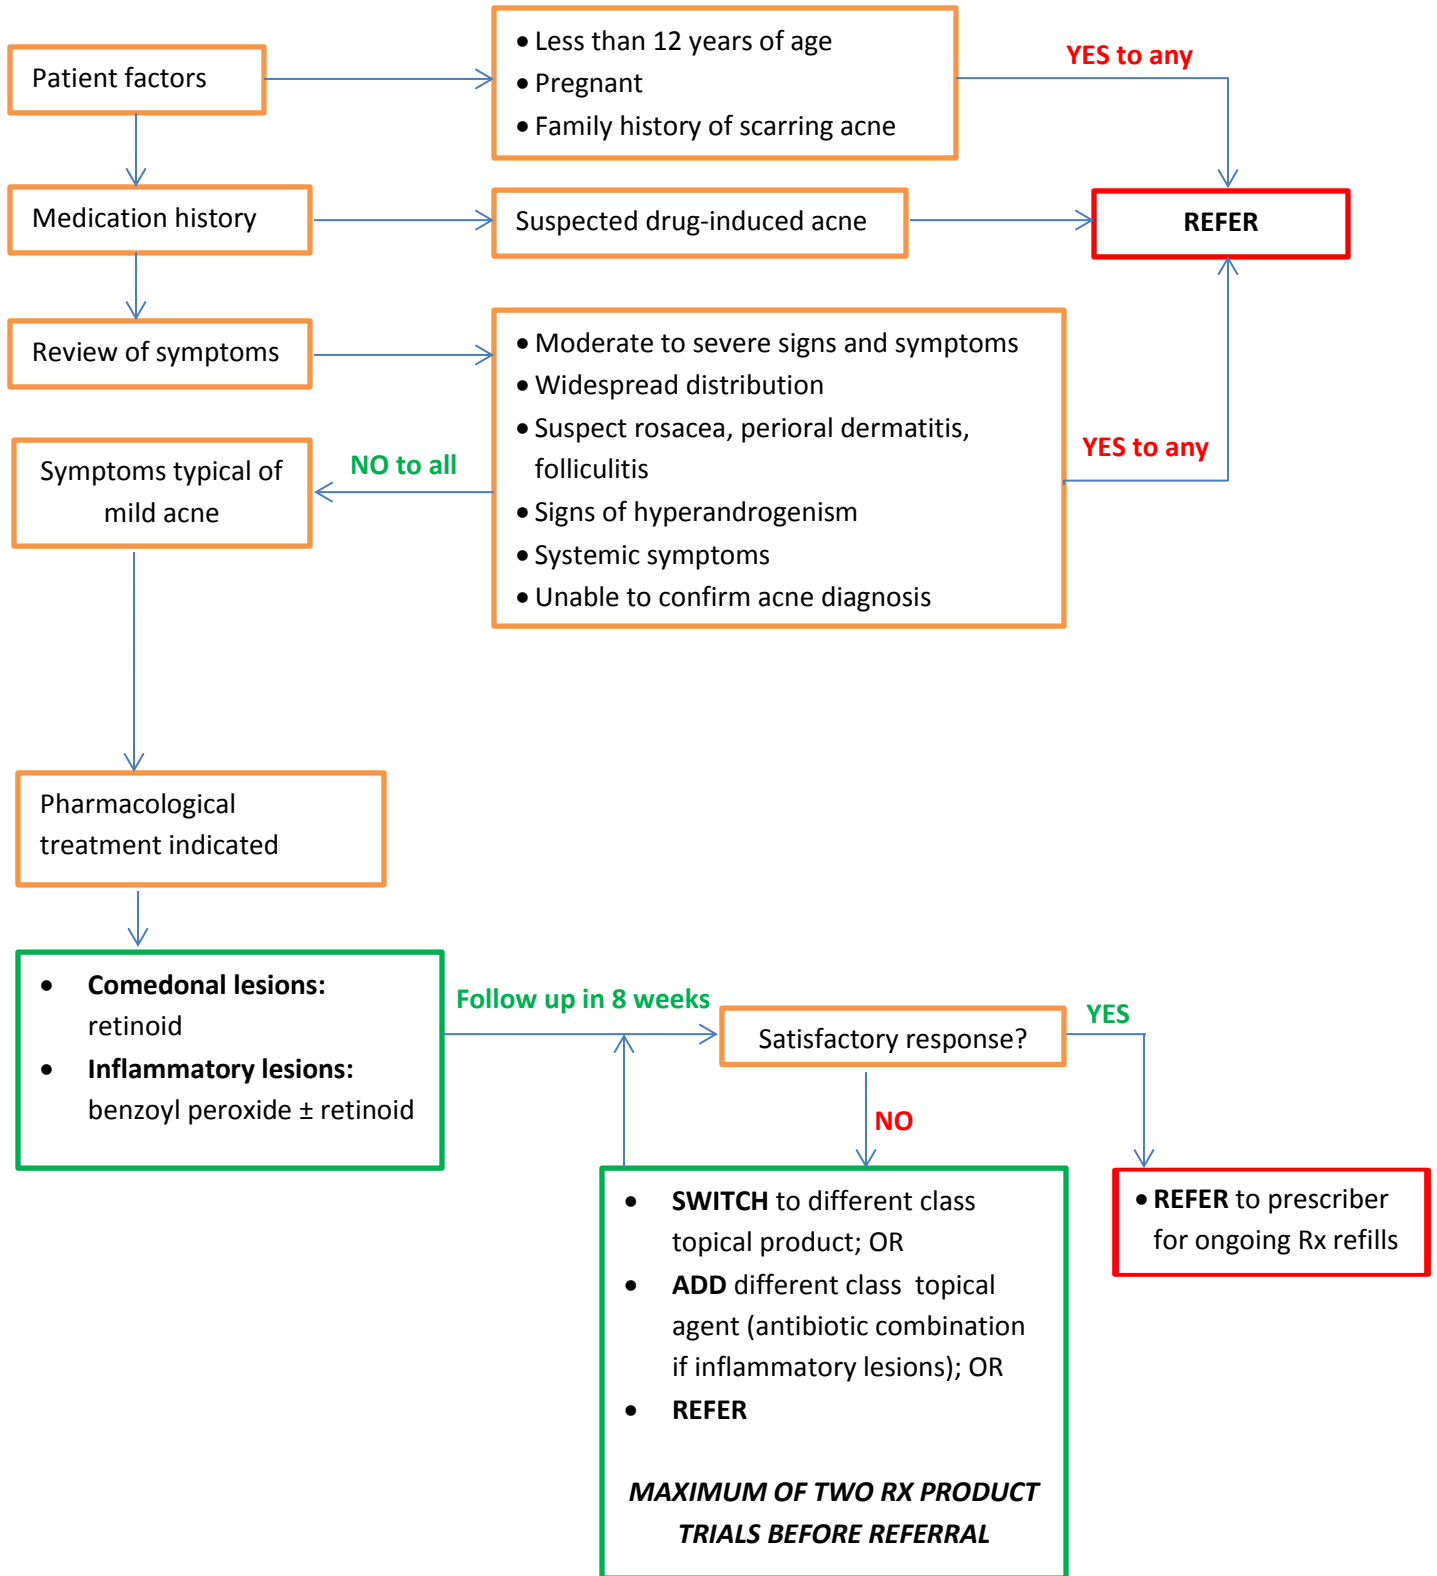 Patient factors
• Less than 12 years of age
• Pregnant
• Family history of scarring acne
YES to any
Medication history
Suspected drug-induced acne
REFER
Review of symptoms
• Moderate to severe signs and symptoms
• Widespread distribution
• Suspect rosacea, perioral dermatitis,
folliculitis
• Signs of hyperandrogenism
• Systemic symptoms
• Unable to confirm acne diagnosis
YES to any
NO to all
Symptoms typical of
mild acne
Pharmacological
treatment indicated
• Comedonal lesions:
retinoid
• Inflammatory lesions:
benzoyl peroxide ± retinoid
Follow up in 8 weeks
Satisfactory response?
YES
NO
• SWITCH to different class
topical product; OR
• ADD different class topical
agent (antibiotic combination
if inflammatory lesions); OR
• REFER
MAXIMUM OF TWO RX PRODUCT
TRIALS BEFORE REFERRAL
• REFER to prescriber
for ongoing Rx refills